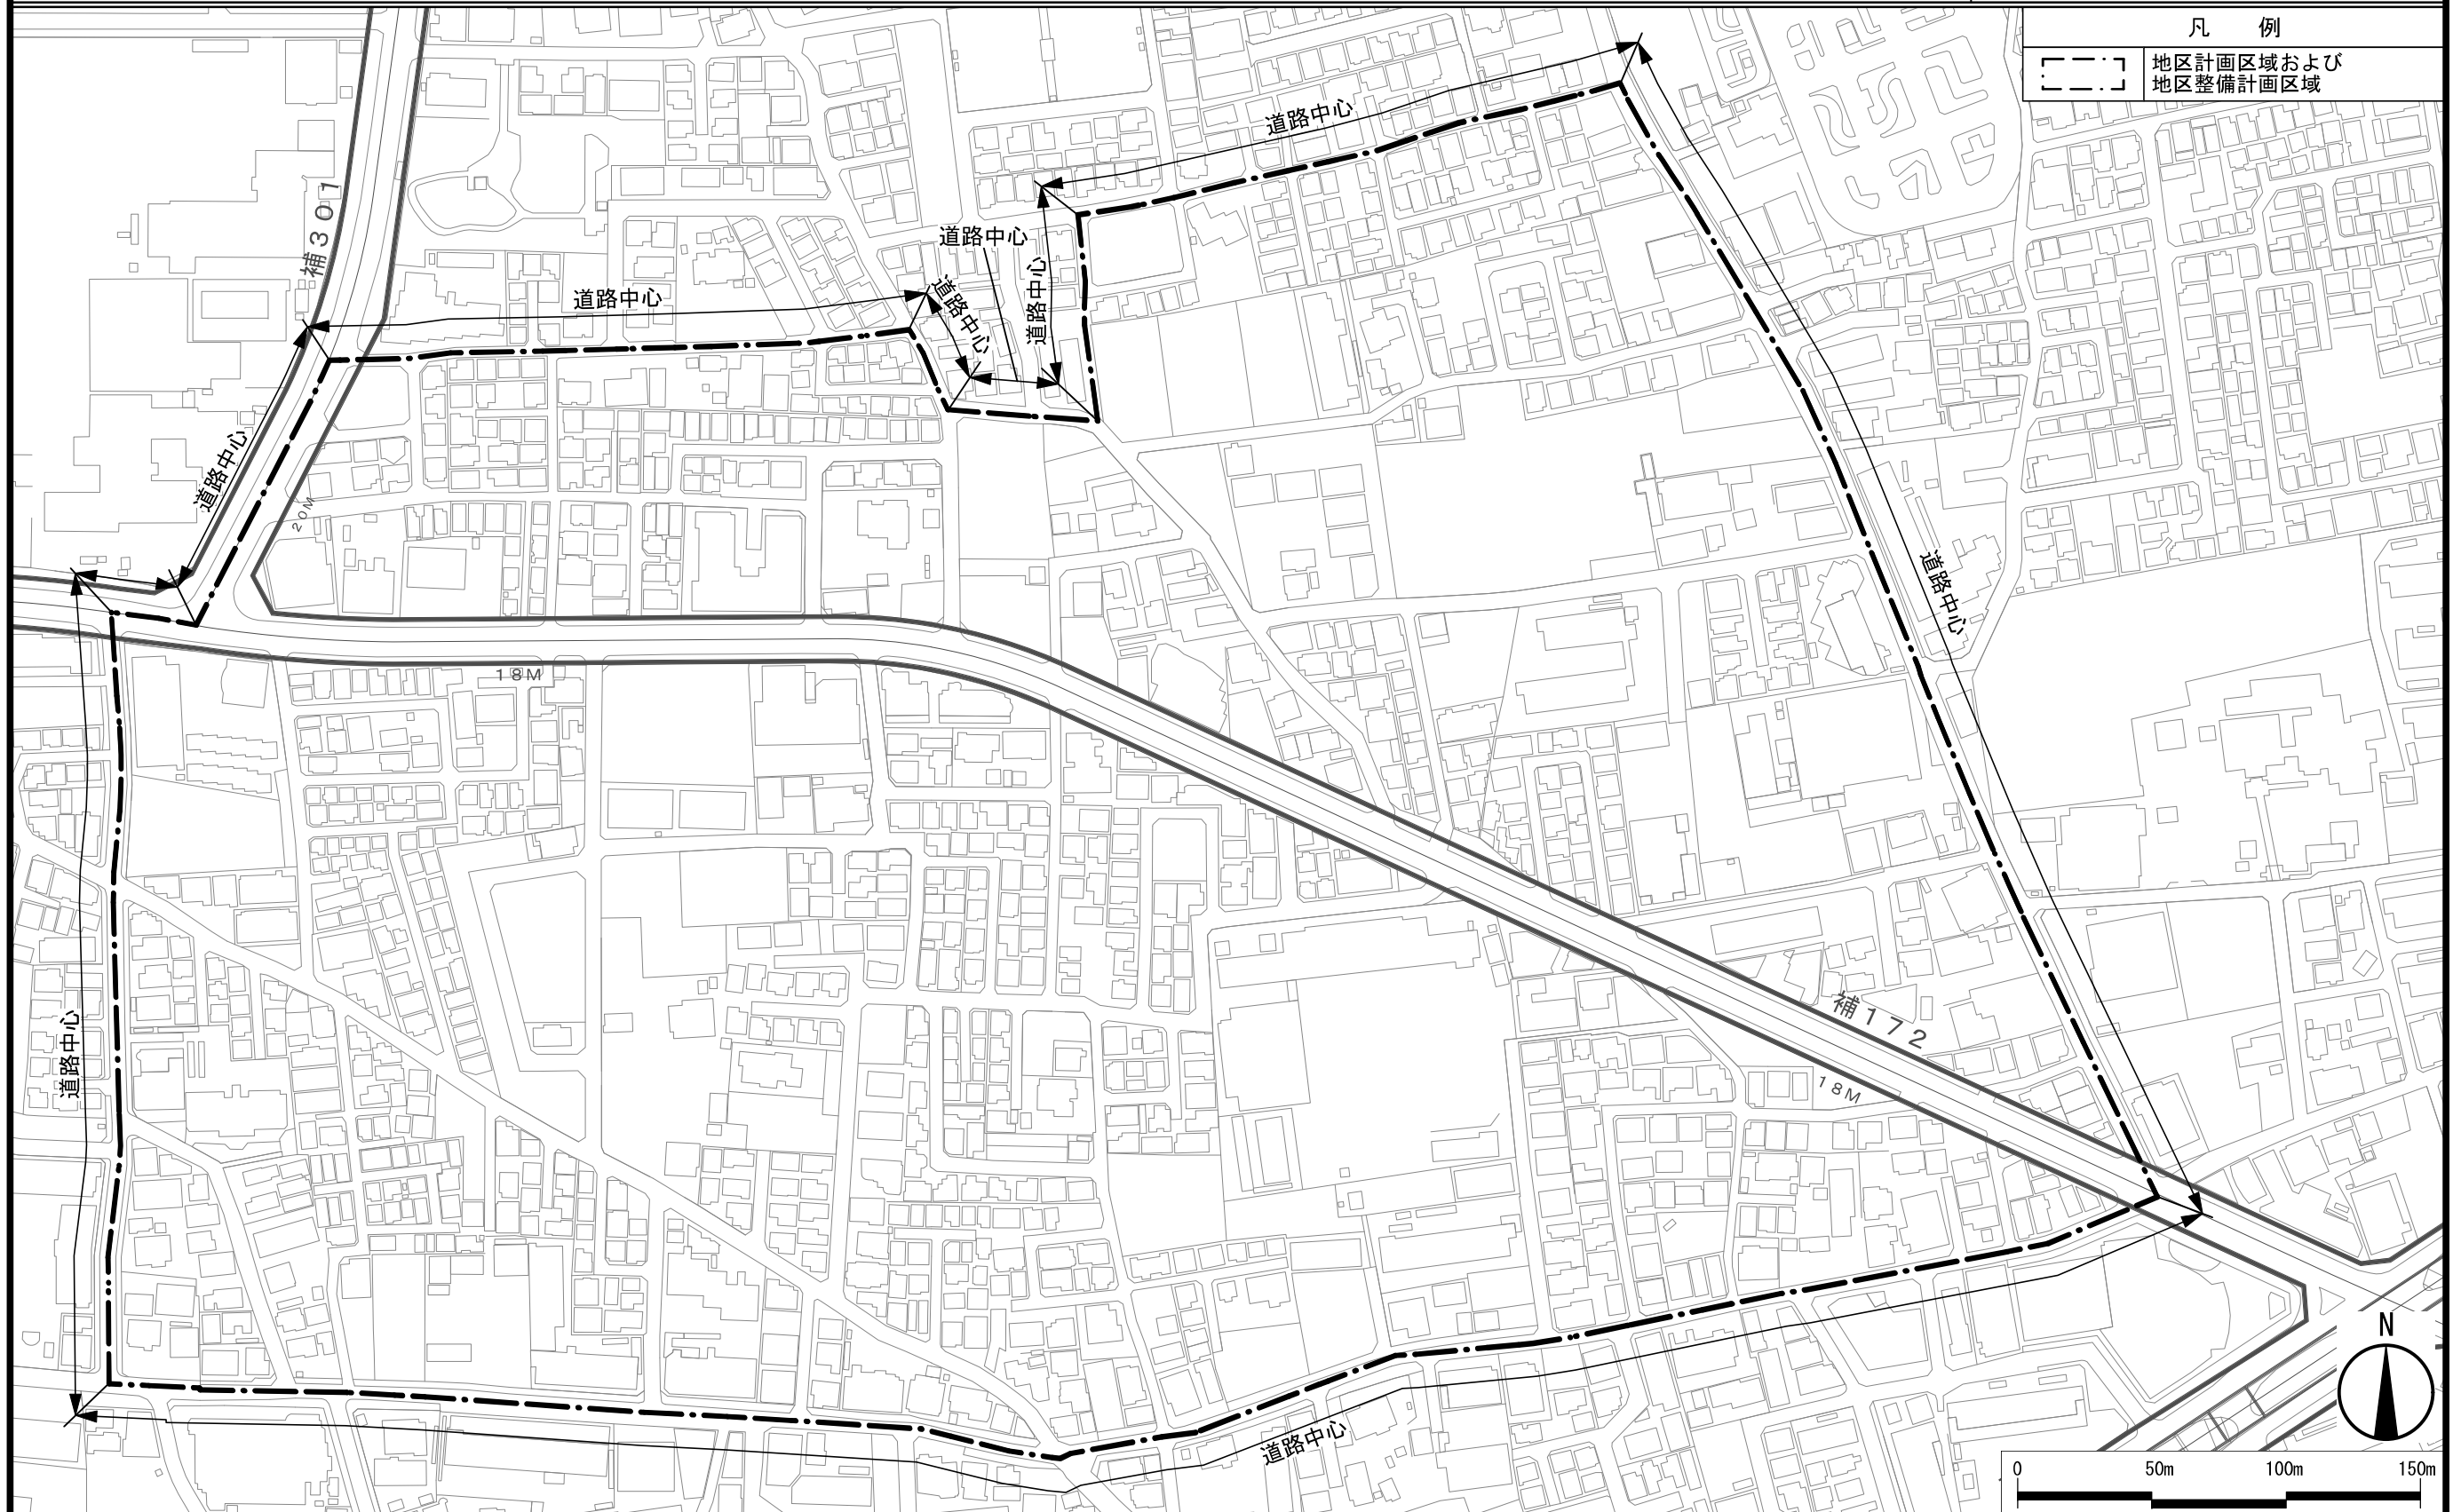 凡 例
地区計画区域および
地区整備計画区域
道路中心
補301
道路中心
道路中心
道路中心
道路中心
道路中心
20M
道路中心
18M
補172
道路中心
18M
道路中心
N
0 50m 100m 150m